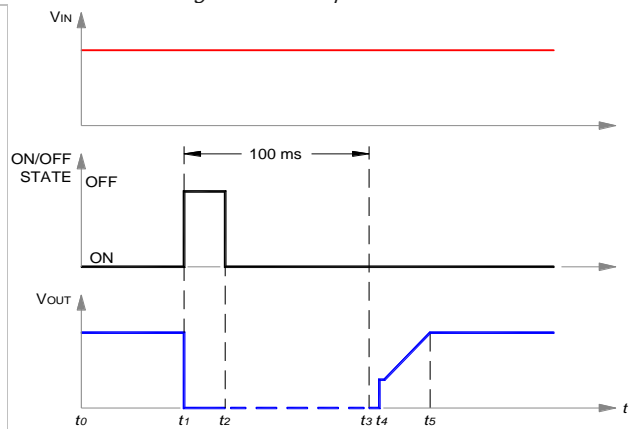 VIN
ON/OFF
STATE
OFF
100 ms
ON
VOUT
t0 t1 t2 t3 t4 t5 t